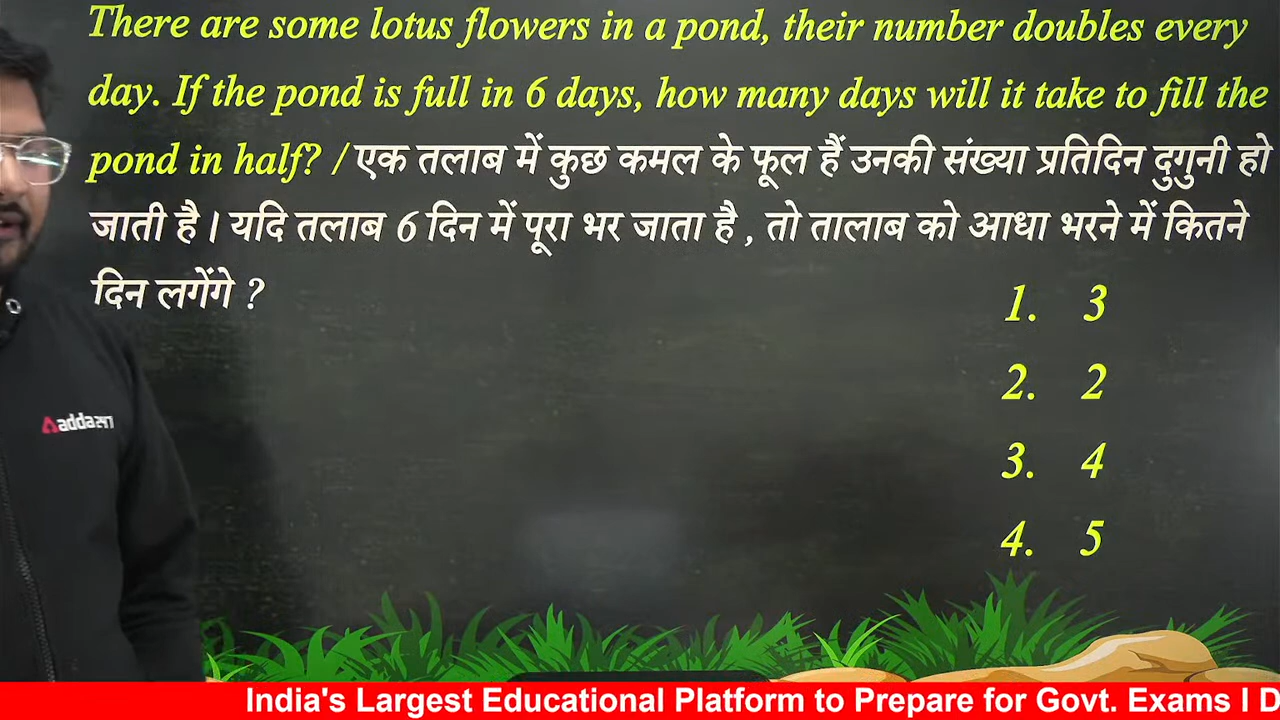 There are some lotus flowers in a pond, their number doubles every
day. If the pond is full in 6 days, how many days will it take to fill the
pond in half? / एक तलाब में कुछ कमल के फूल हैं उनकी संख्या प्रतिदिन दुगुनी हो
जाती है । यदि तलाब 6 दिन में पूरा भर जाता है , तो तालाब को आधा भरने में कितने
दिन लगेंगे ?
1. 3
2. 2
3. 4
4. 5
adda247
India's Largest Educational Platform to Prepare for Govt. Exams I D